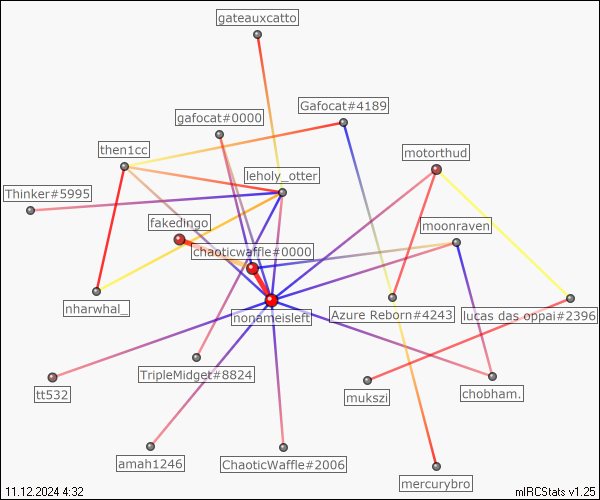 gateauxcatto
Gafocat#4189
gafocat#0000
then1cc
motorthud
leholy_otter
Thinker#5995
fakedingo
moonraven
chaoticwaffle#0000
nharwhal_
nonameisleft
Azure Reborn#4243
lucas das oppai#2396
TripleMidget#8824
tt532
mukszi
chobham.
amah1246
ChaoticWaffle#2006
mercurybro
11.12.2024 4:32
mIRCStats v1.25